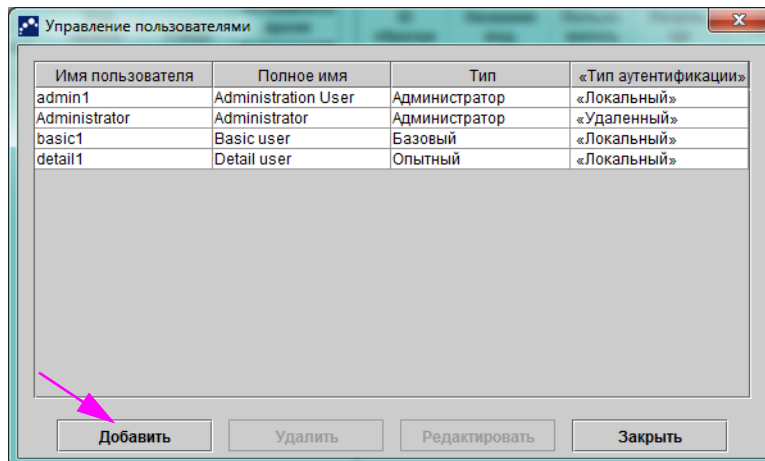 Управление пользователями
Имя пользователя Полное имя Тип «Тип аутентификации»
admin1 Administration User Администратор «Локальный»
Administrator Administrator Администратор «Удаленный»
basic1 Basic user Базовый «Локальный»
detail1 Detail user Опытный «Локальный»
Добавить Удалить Редактировать Закрыть